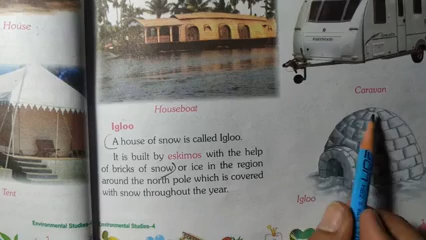 House
Houseboat
Caravan
Igloo
A house of snow is called Igloo.
It is built by eskimos with the help
of bricks of snow or ice in the region
around the north pole which is covered
with snow throughout the year.
Tent
Igloo
Environmental Studies-4
Environmental Studies-4